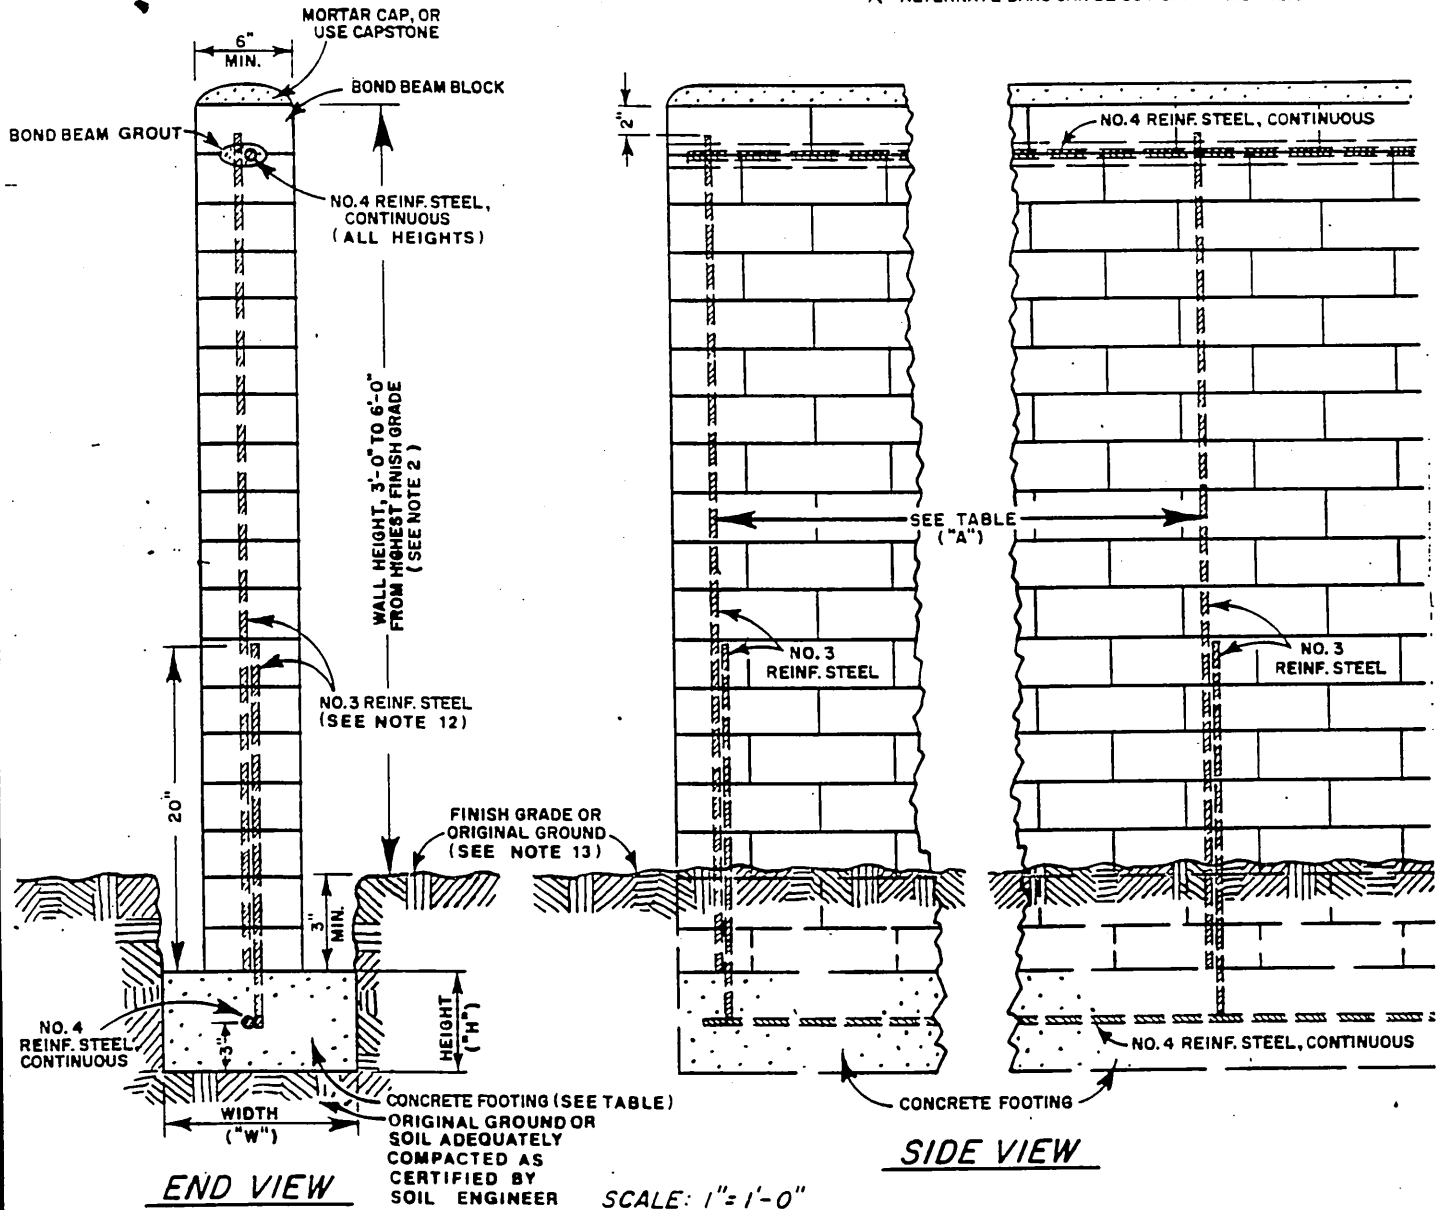 MORTAR CAP, OR
USE CAPSTONE
6"
MIN.
BOND BEAM BLOCK
BOND BEAM GROUT
NO.4 REINF. STEEL,
CONTINUOUS
(ALL HEIGHTS)
WALL HEIGHT, 3'-0" TO 6'-0"
FROM HIGHEST FINISH GRADE
(SEE NOTE 2)
NO.3 REINF. STEEL
(SEE NOTE 12)
20"
FINISH GRADE OR
ORIGINAL GROUND
(SEE NOTE 13)
3"
MIN.
HEIGHT
("H")
NO. 4
REINF. STEEL,
CONTINUOUS
3"
WIDTH
("W")
CONCRETE FOOTING (SEE TABLE)
ORIGINAL GROUND OR
SOIL ADEQUATELY
COMPACTED AS
CERTIFIED BY
SOIL ENGINEER
END VIEW
SCALE: 1"=1'-0"
2"
NO.4 REINF STEEL, CONTINUOUS
SEE TABLE
("A")
NO. 3
REINF. STEEL
NO. 3
REINF. STEEL
NO. 4 REINF. STEEL, CONTINUOUS
CONCRETE FOOTING
SIDE VIEW